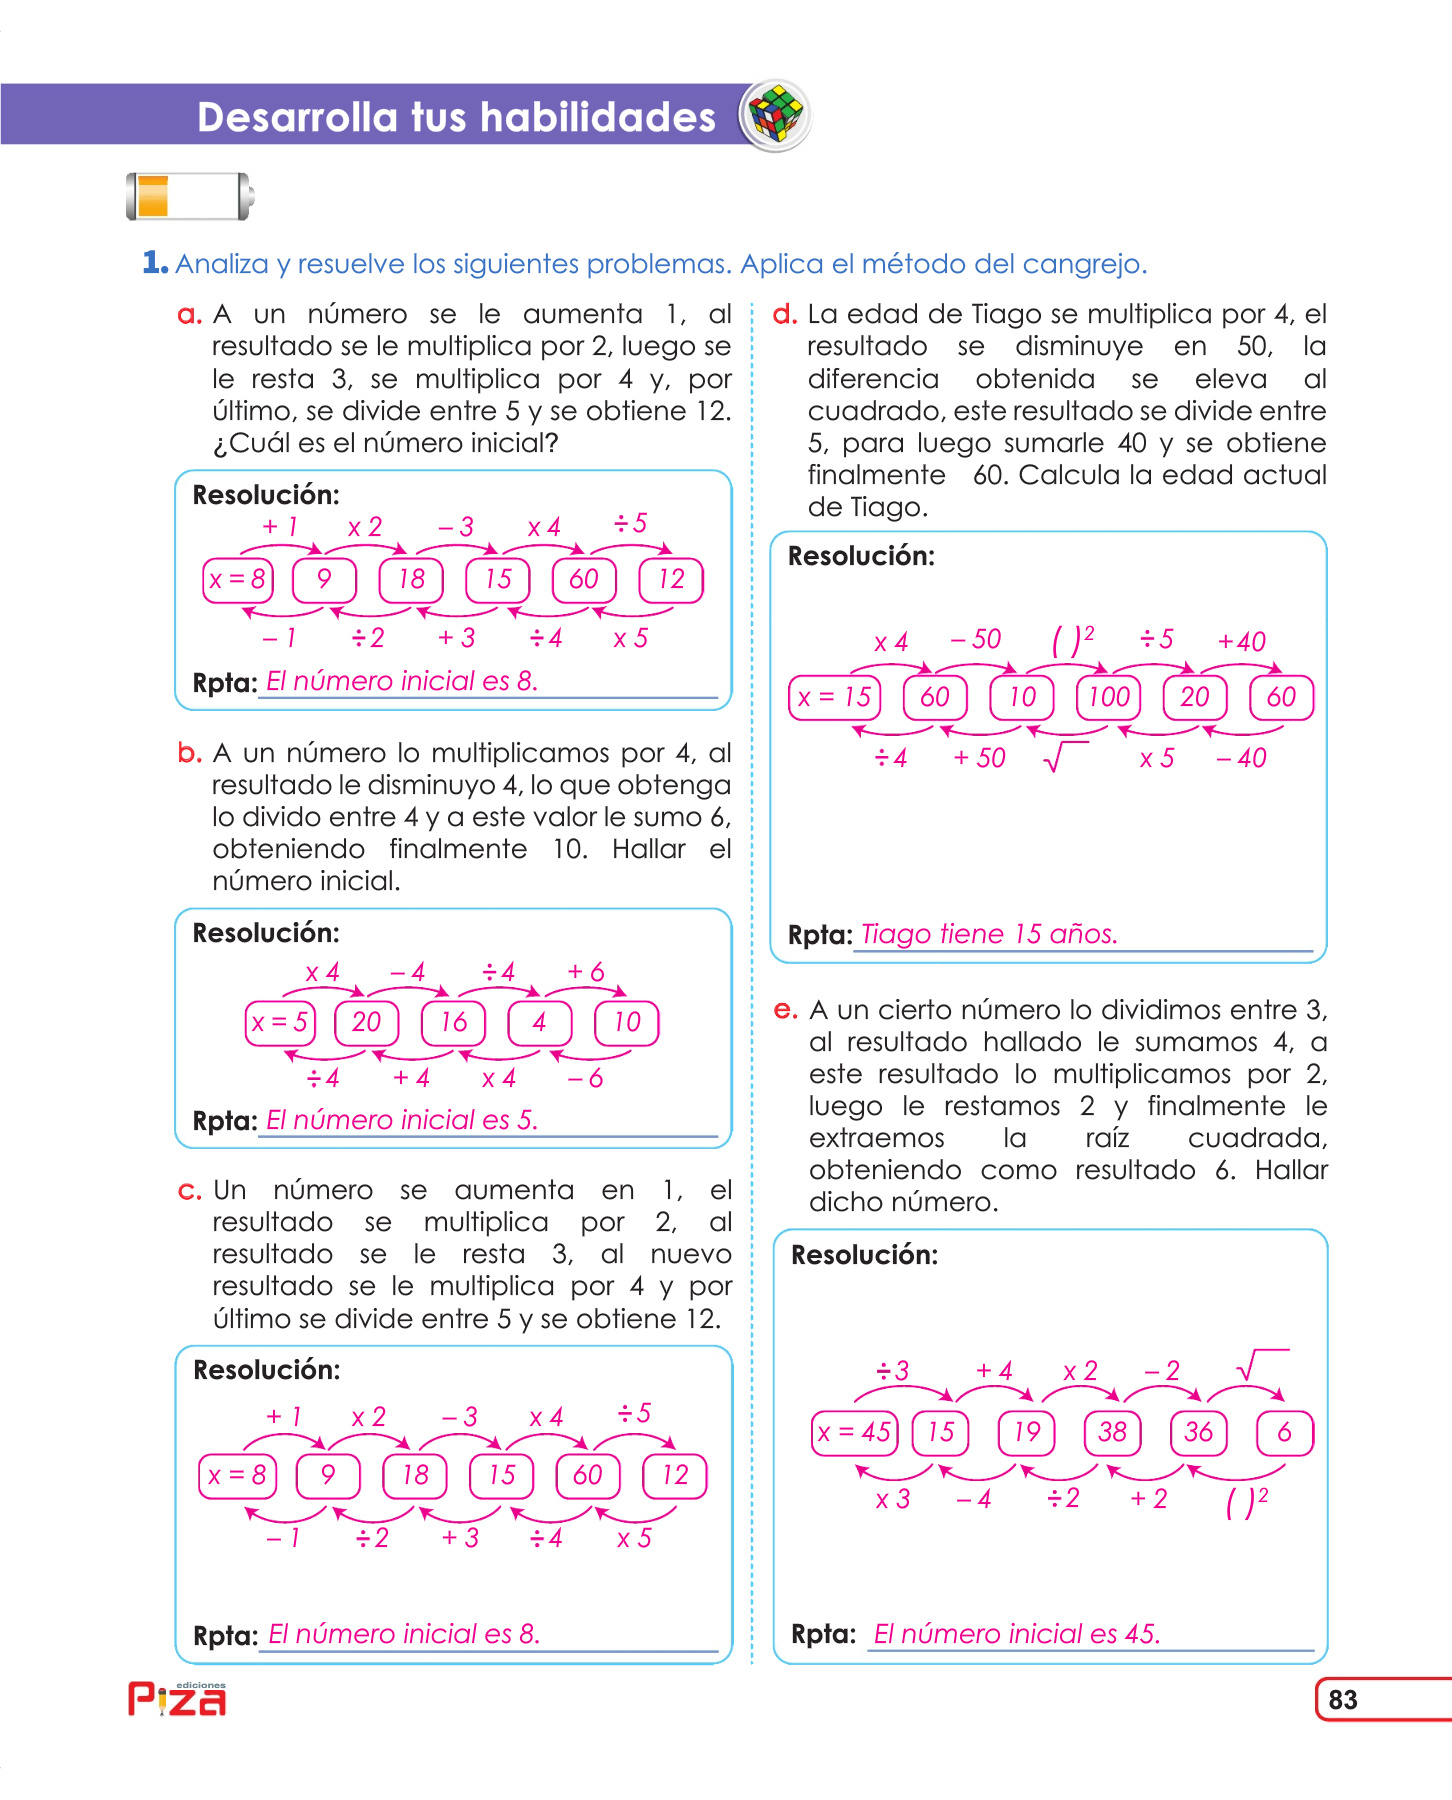 Desarrolla tus habilidades
1. Analiza y resuelve los siguientes problemas. Aplica el método del cangrejo.
a. A un número se le aumenta 1, al
resultado se le multiplica por 2, luego se
le resta 3, se multiplica por 4 y, por
último, se divide entre 5 y se obtiene 12.
¿Cuál es el número inicial?
Resolución:
+ 1 x 2 – 3 x 4 ÷5
x = 8 9 18 15 60 12
– 1 ÷2 + 3 ÷4 x 5
Rpta: El número inicial es 8.
b. A un número lo multiplicamos por 4, al
resultado le disminuyo 4, lo que obtenga
lo divido entre 4 y a este valor le sumo 6,
obteniendo finalmente 10. Hallar el
número inicial.
Resolución:
x 4 – 4 ÷4 + 6
x = 5 20 16 4 10
÷4 + 4 x 4 – 6
Rpta: El número inicial es 5.
c. Un número se aumenta en 1, el
resultado se multiplica por 2, al
resultado se le resta 3, al nuevo
resultado se le multiplica por 4 y por
último se divide entre 5 y se obtiene 12.
Resolución:
+ 1 x 2 – 3 x 4 ÷5
x = 8 9 18 15 60 12
– 1 ÷2 + 3 ÷4 x 5
Rpta: El número inicial es 8.
d. La edad de Tiago se multiplica por 4, el
resultado se disminuye en 50, la
diferencia obtenida se eleva al
cuadrado, este resultado se divide entre
5, para luego sumarle 40 y se obtiene
finalmente 60. Calcula la edad actual
de Tiago.
Resolución:
x 4 – 50 ( )² ÷5 +40
x = 15 60 10 100 20 60
÷4 + 50 √ x 5 – 40
Rpta: Tiago tiene 15 años.
e. A un cierto número lo dividimos entre 3,
al resultado hallado le sumamos 4, a
este resultado lo multiplicamos por 2,
luego le restamos 2 y finalmente le
extraemos la raíz cuadrada,
obteniendo como resultado 6. Hallar
dicho número.
Resolución:
÷3 + 4 x 2 – 2 √
x = 45 15 19 38 36 6
x 3 – 4 ÷2 + 2 ( )²
Rpta: El número inicial es 45.
ediciones
Piza
83